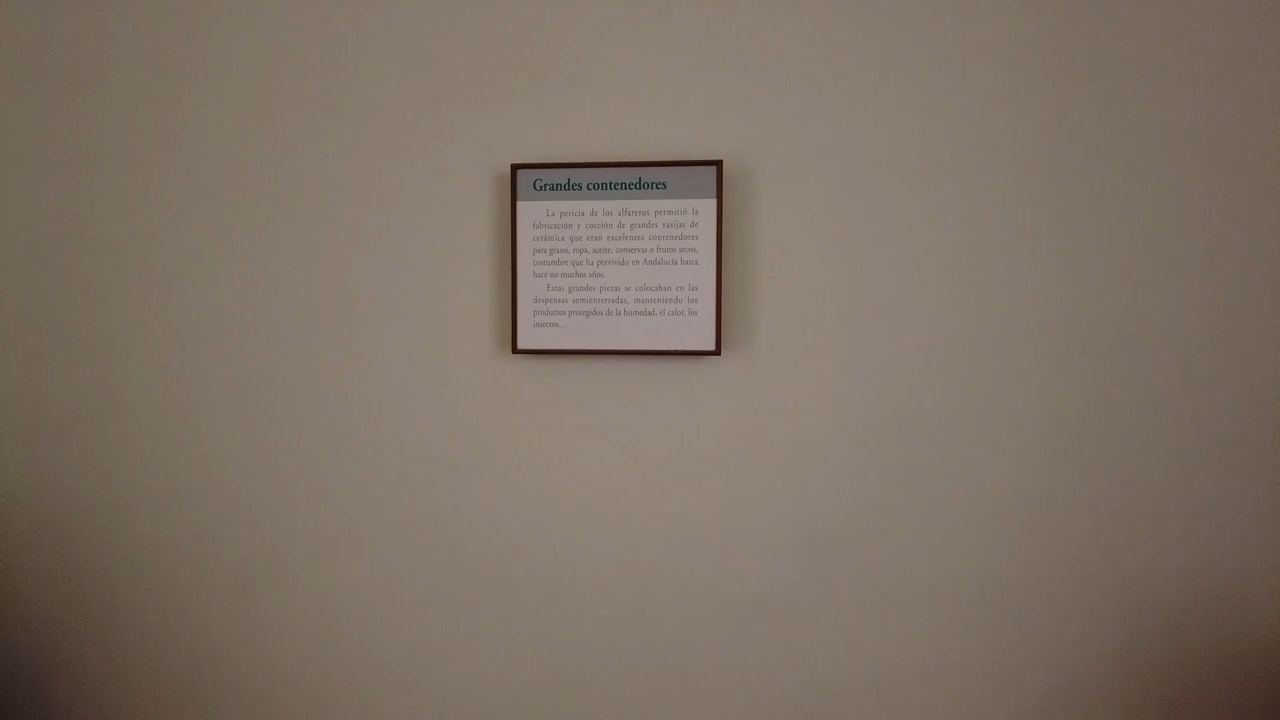 Grandes contenedores
La pericia de los alfareros permitió la
fabricación y cocción de grandes vasijas de
cerámica que eran excelentes contenedores
para grano, ropa, aceite, conservas o frutos secos,
costumbre que ha pervivido en Andalucía hasta
hace no muchos años.
Estas grandes piezas se colocaban en las
despensas semienterradas, manteniendo los
productos protegidos de la humedad, el calor, los
insectos...